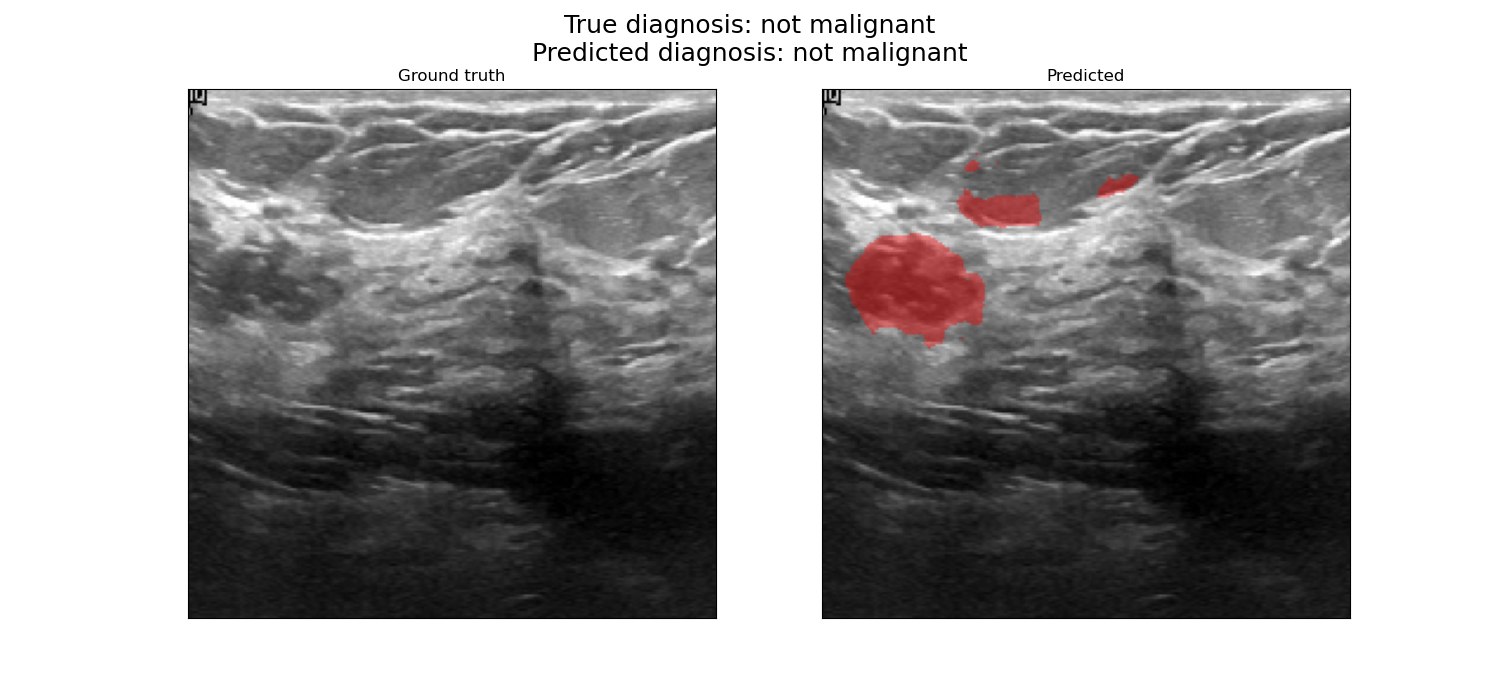 True diagnosis: not malignant
Predicted diagnosis: not malignant
Ground truth
Predicted